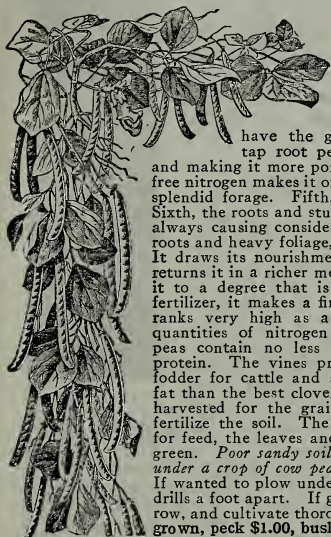 have the g
tap root pe
and making it more po
free nitrogen makes it o
splendid forage. Fifth,
Sixth, the roots and stu
always causing conside
roots and heavy foliage,
It draws its nourishme
returns it in a richer me
it to a degree that is
fertilizer, it makes a fi
ranks very high as a
quantities of nitrogen
peas contain no less
protein. The vines pr
fodder for cattle and
fat than the best clove
harvested for the grai
fertilize the soil. The
for feed, the leaves an
green. Poor sandy soil
under a crop of cow pea
If wanted to plow unde
drills a foot apart. If g
row, and cultivate thoro
grown, peck $1.00, bush